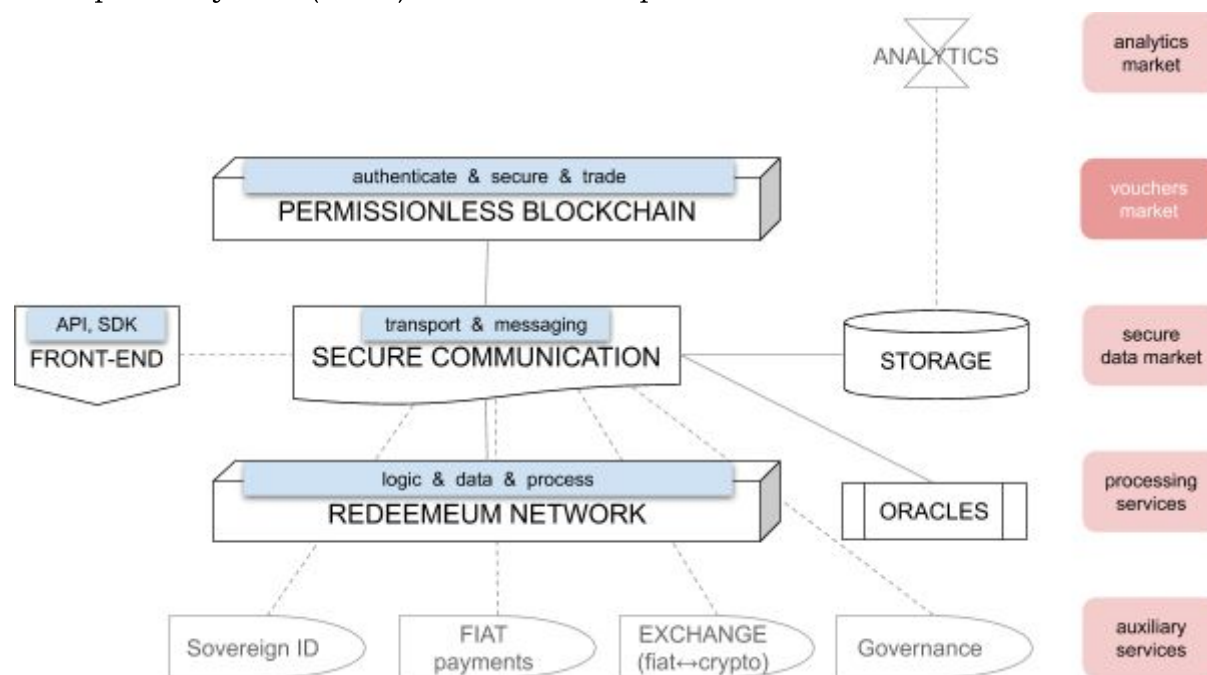 ANALYTICS
analytics
market
authenticate & secure & trade
PERMISSIONLESS BLOCKCHAIN
vouchers
market
API, SDK
FRONT-END
transport & messaging
SECURE COMMUNICATION
STORAGE
secure
data market
logic & data & process
REDEEMEUM NETWORK
ORACLES
processing
services
Sovereign ID
FIAT
payments
EXCHANGE
(fiat↔crypto)
Governance
auxiliary
services